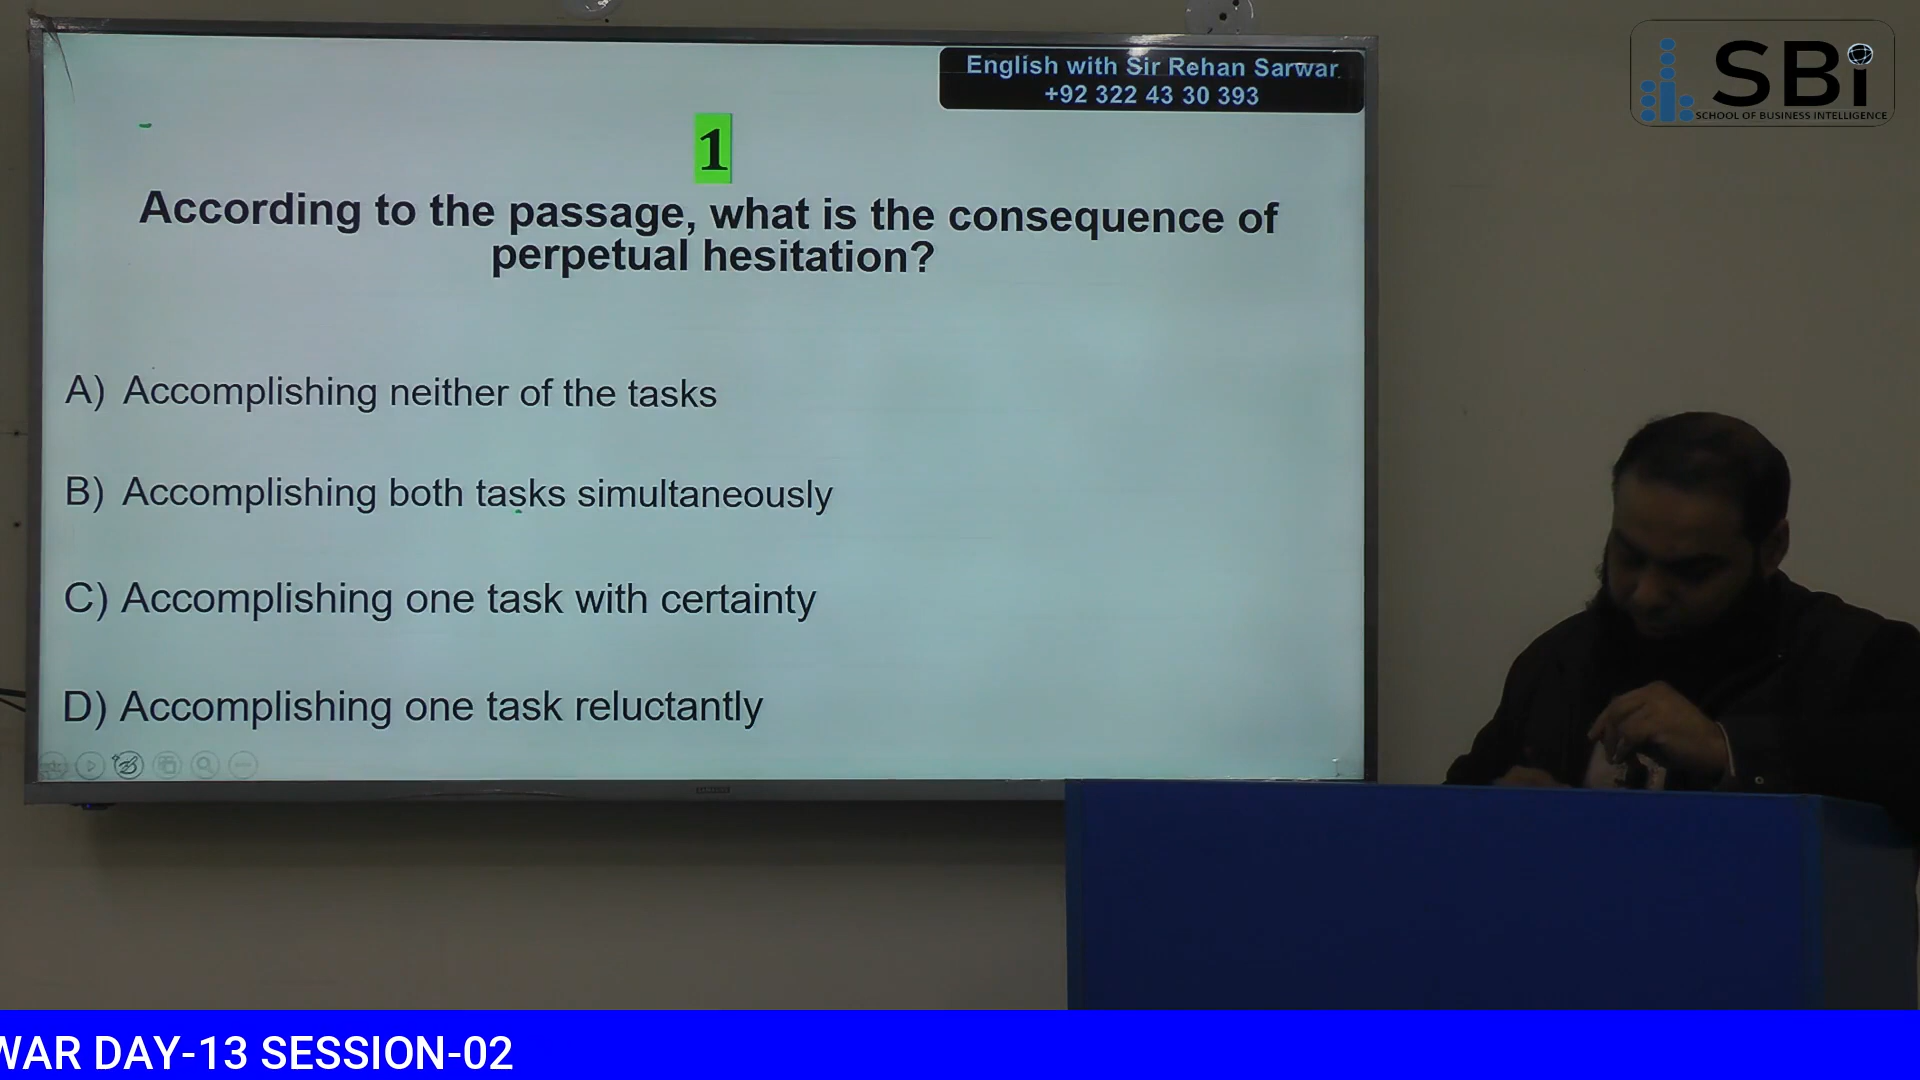 English with Sir Rehan Sarwar
+92 322 43 30 393
SBi
SCHOOL OF BUSINESS INTELLIGENCE
1
According to the passage, what is the consequence of
perpetual hesitation?
A) Accomplishing neither of the tasks
B) Accomplishing both tasks simultaneously
C) Accomplishing one task with certainty
D) Accomplishing one task reluctantly
1
SAMSUNG
WAR DAY-13 SESSION-02